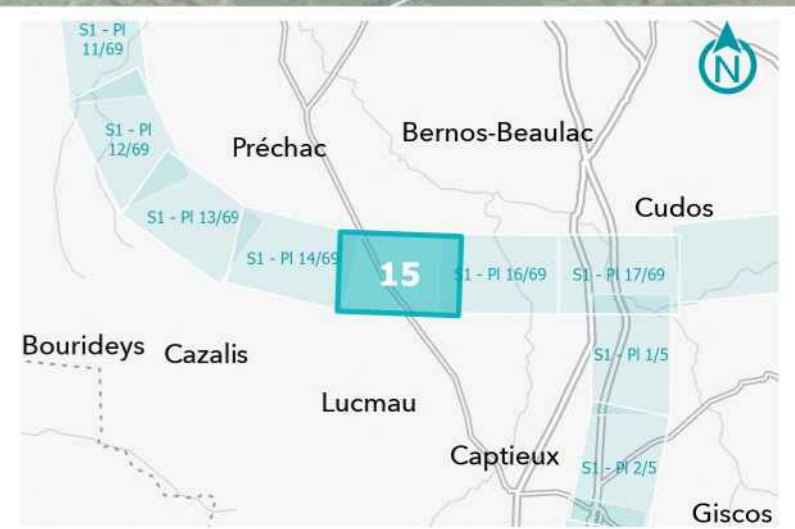 S1 - Pl
11/69
N
S1 - Pl
12/69
Préchac
Bernos-Beaulac
Cudos
S1 - Pl 13/69
S1 - Pl 14/69
15
S1 - Pl 16/69
S1 - Pl 17/69
Bourideys
Cazalis
S1 - Pl 1/5
Lucmau
Captieux
S1 - Pl 2/5
Giscos